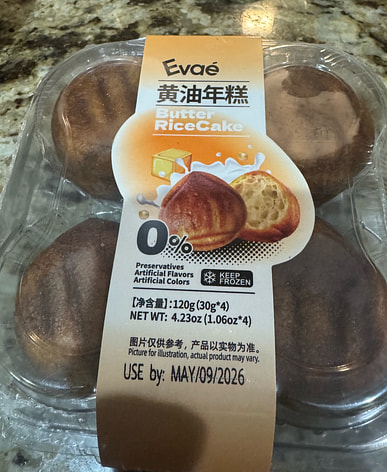 Evaé
黄油年糕
Butter
RiceCake
0%
Preservatives
Artificial Flavors
Artificial Colors
KEEP
FROZEN
【净含量】:120g (30g*4)
NET WT: 4.23oz (1.06oz*4)
图片仅供参考，产品以实物为准。
Picture for illustration, actual product may vary.
USE by: MAY/09/2026